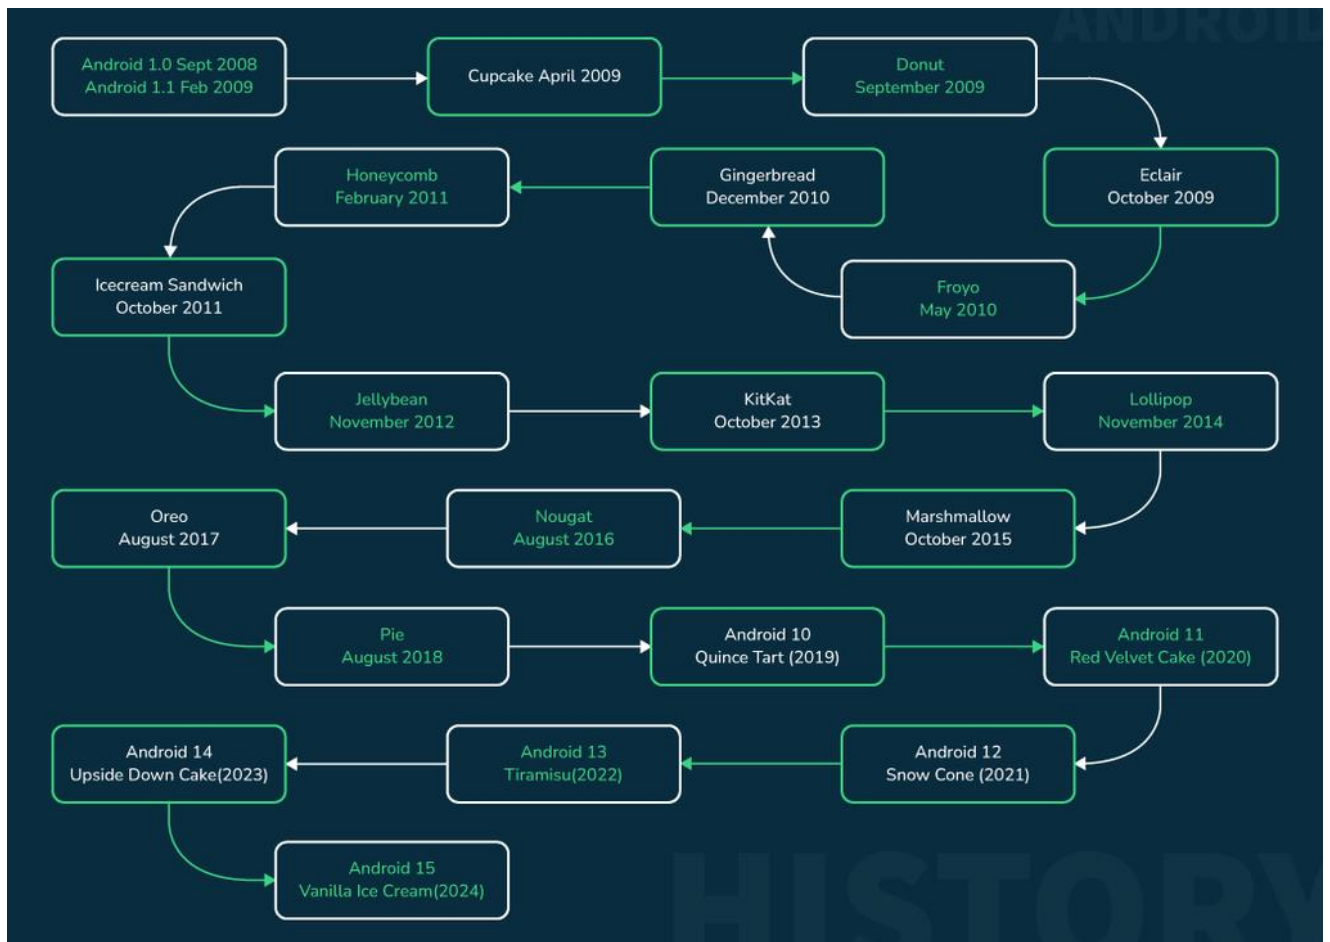 ANDROID
Android 1.0 Sept 2008
Android 1.1 Feb 2009
Cupcake April 2009
Donut
September 2009
Eclair
October 2009
Froyo
May 2010
Gingerbread
December 2010
Honeycomb
February 2011
Icecream Sandwich
October 2011
Jellybean
November 2012
KitKat
October 2013
Lollipop
November 2014
Marshmallow
October 2015
Nougat
August 2016
Oreo
August 2017
Pie
August 2018
Android 10
Quince Tart (2019)
Android 11
Red Velvet Cake (2020)
Android 12
Snow Cone (2021)
Android 13
Tiramisu(2022)
Android 14
Upside Down Cake(2023)
Android 15
Vanilla Ice Cream(2024)
HISTORY